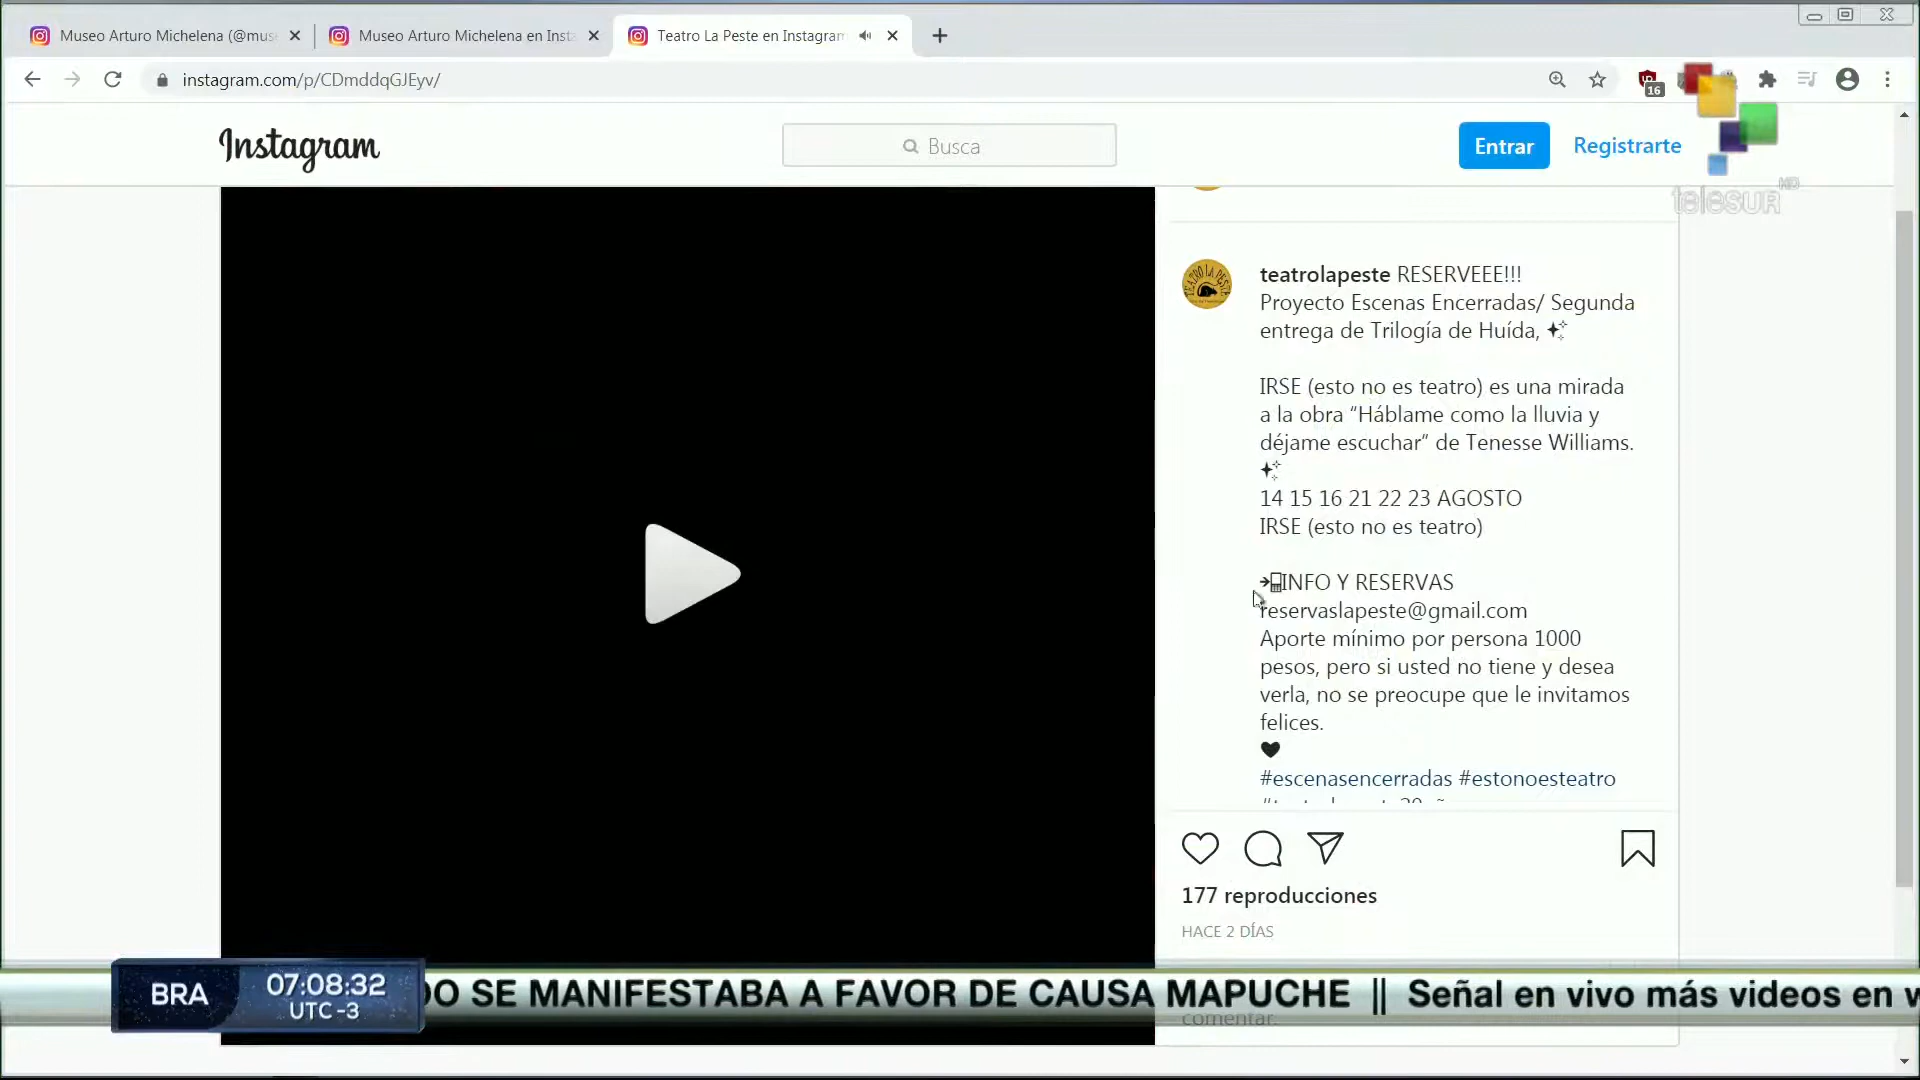 Museo Arturo Michelena (@mus
Museo Arturo Michelena en Insta
Teatro La Peste en Instagram
instagram.com/p/CDmddqGJEyv/
16
Instagram
Busca
Entrar
Registrarte
teleSUR HD
teatrolapeste RESERVEEE!!!
Proyecto Escenas Encerradas/ Segunda
entrega de Trilogía de Huída,
IRSE (esto no es teatro) es una mirada
a la obra “Háblame como la lluvia y
déjame escuchar” de Tenesse Williams.
14 15 16 21 22 23 AGOSTO
IRSE (esto no es teatro)
INFO Y RESERVAS
reservaslapeste@gmail.com
Aporte mínimo por persona 1000
pesos, pero si usted no tiene y desea
verla, no se preocupe que le invitamos
felices.
#escenasencerradas #estonoesteatro
177 reproducciones
HACE 2 DÍAS
BRA
07:08:32
UTC -3
DO SE MANIFESTABA A FAVOR DE CAUSA MAPUCHE || Señal en vivo más videos en w
comentar.